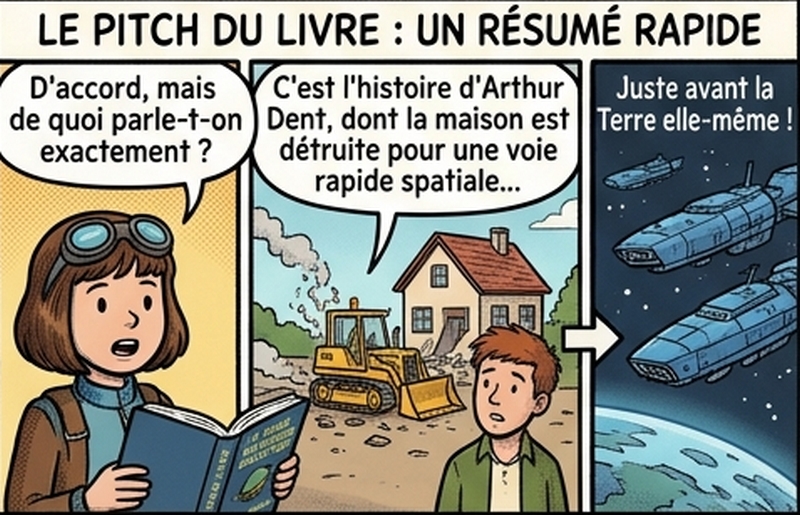 LE PITCH DU LIVRE : UN RÉSUMÉ RAPIDE
D'accord, mais
de quoi parle-t-on
exactement ?
C'est l'histoire d'Arthur
Dent, dont la maison est
détruite pour une voie
rapide spatiale...
Juste avant la
Terre elle-même !